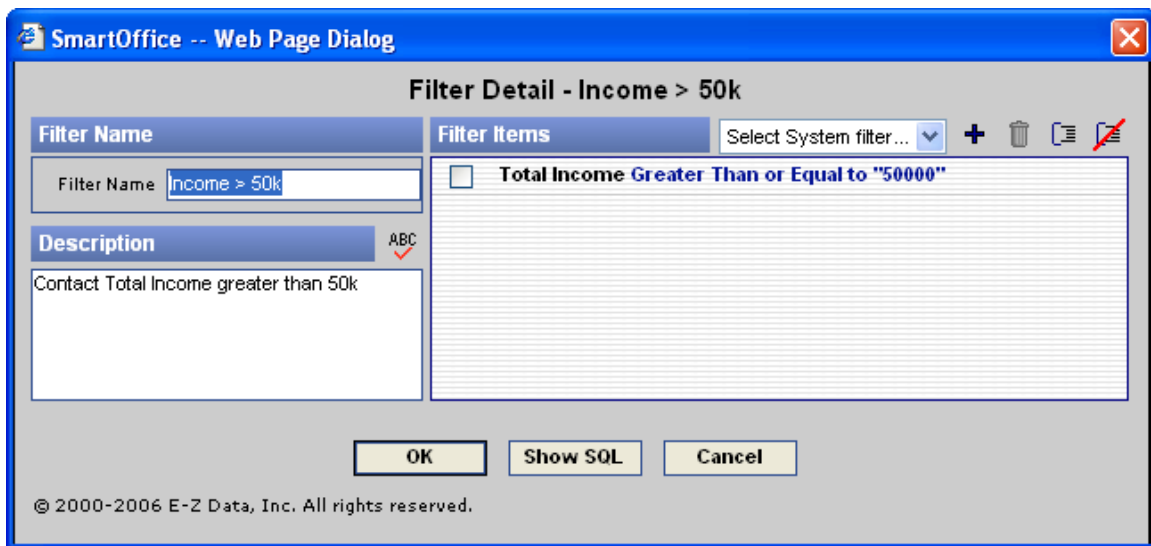 SmartOffice -- Web Page Dialog
Filter Detail - Income > 50k
Filter Name
Filter Items
Select System filter...
Filter Name Income > 50k
Total Income Greater Than or Equal to "50000"
Description
ABC
Contact Total Income greater than 50k
OK
Show SQL
Cancel
© 2000-2006 E-Z Data, Inc. All rights reserved.